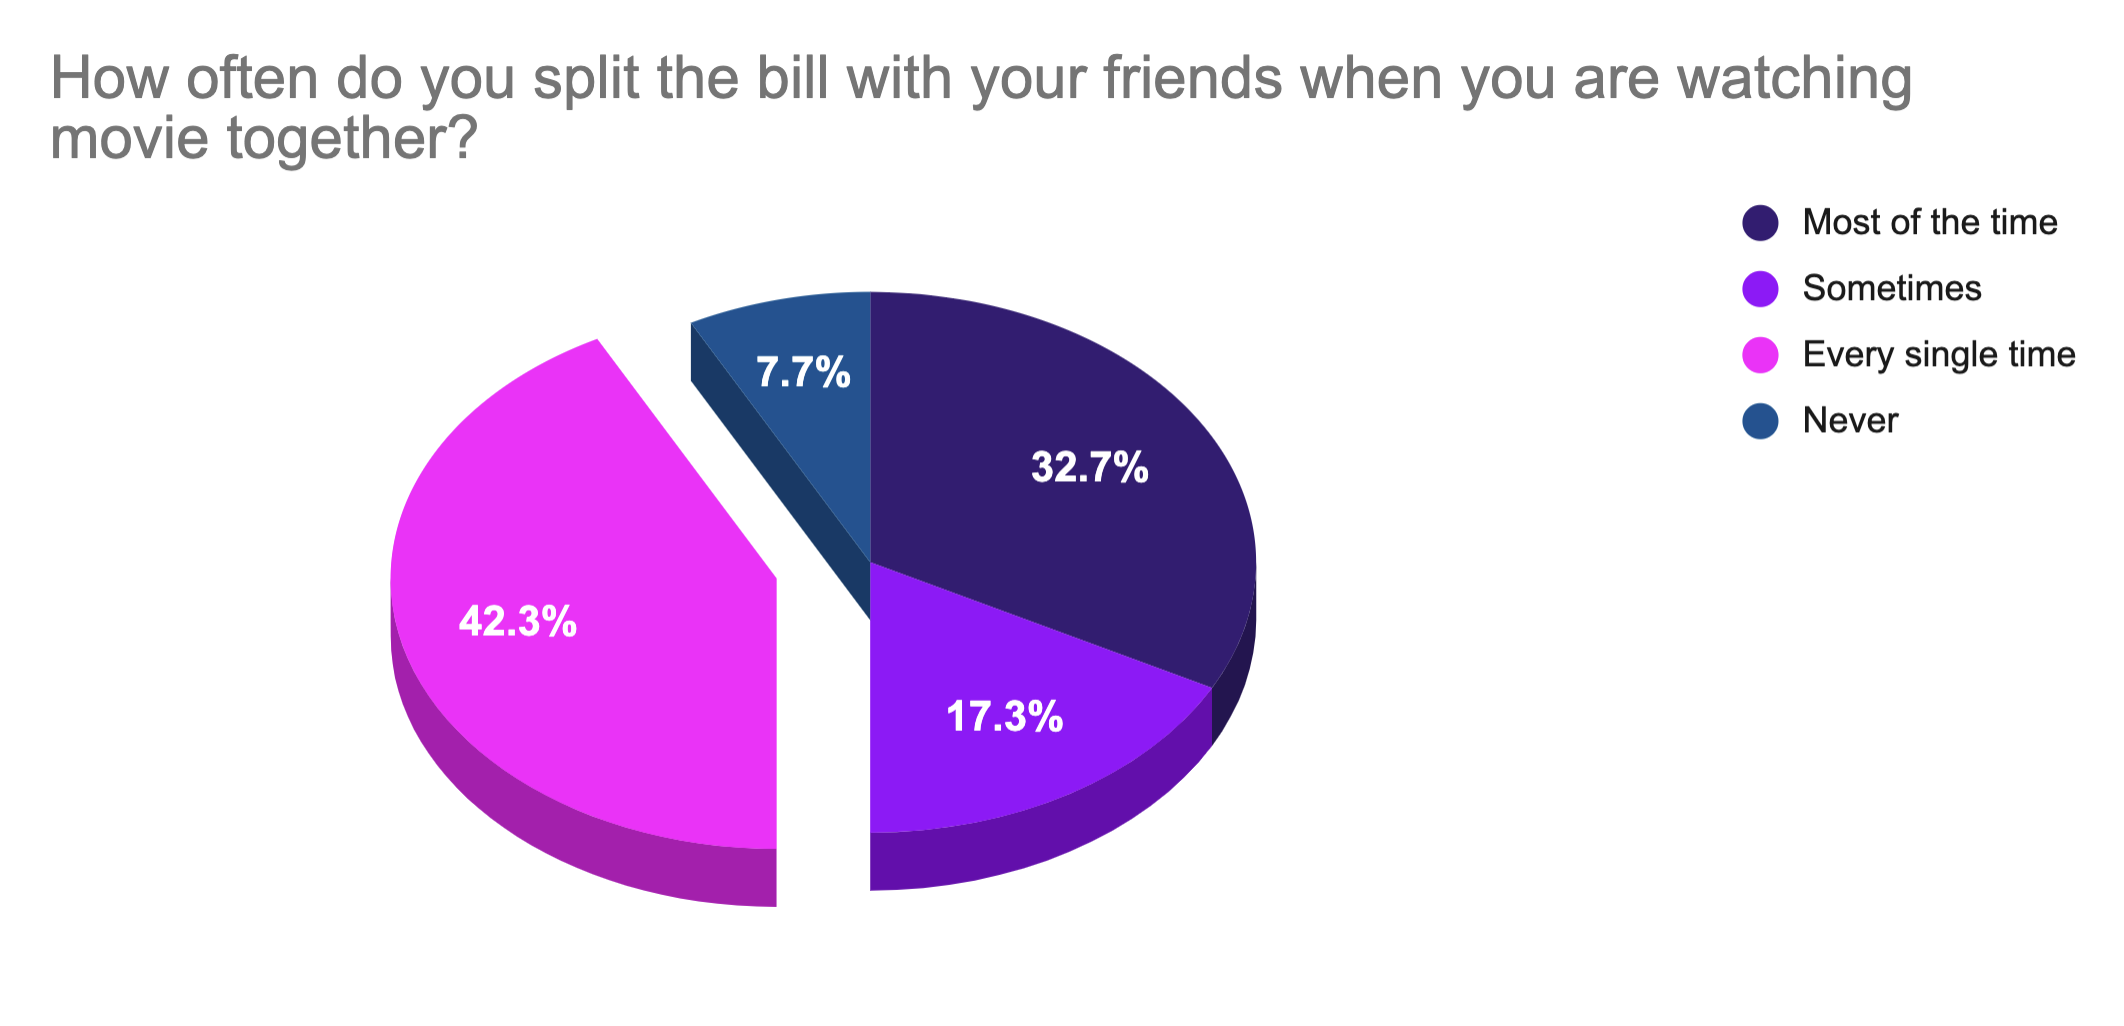 How often do you split the bill with your friends when you are watching
movie together?
Most of the time
Sometimes
Every single time
Never
7.7%
32.7%
42.3%
17.3%